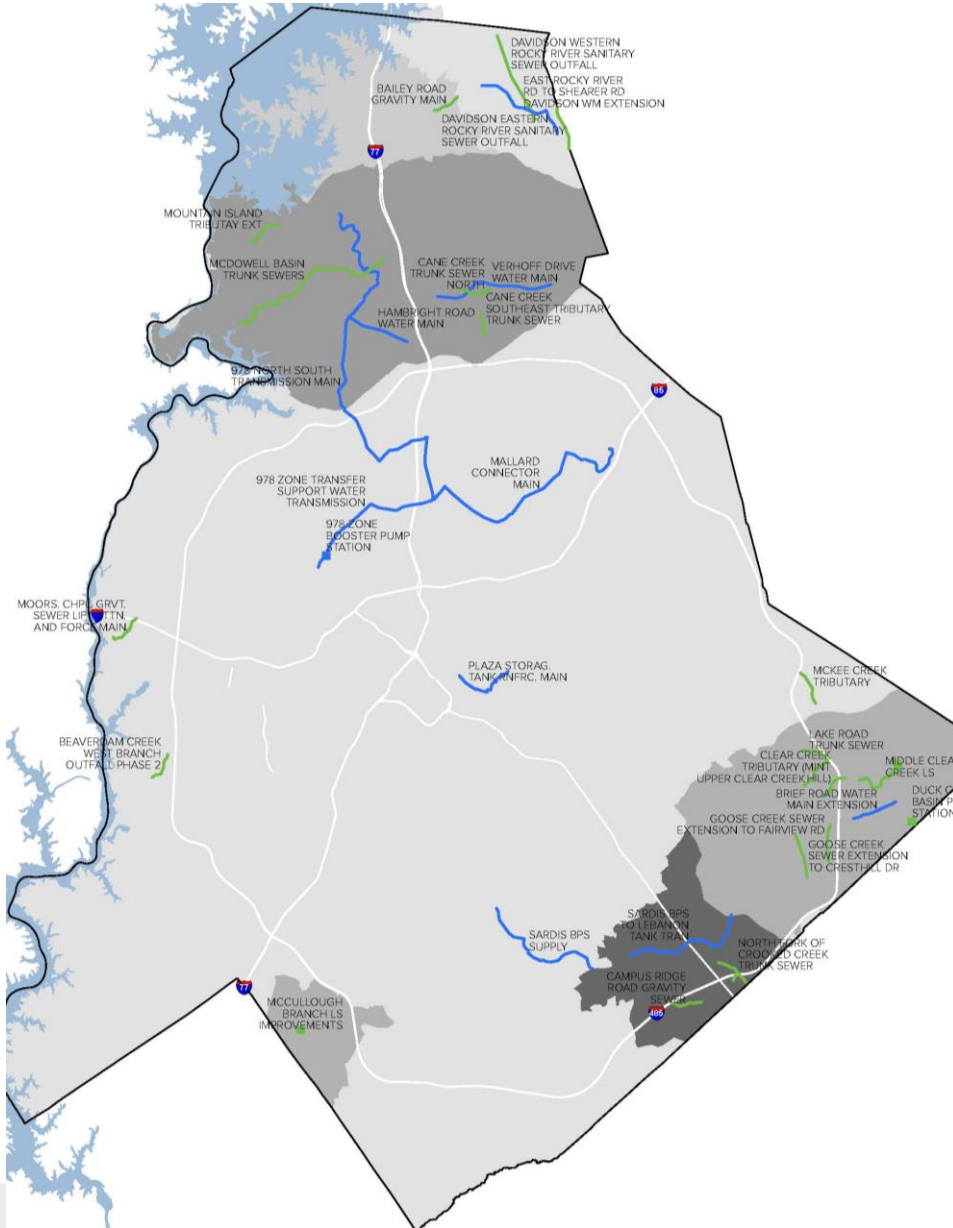 DAVIDSON WESTERN
ROCKY RIVER SANITARY
SEWER OUTFALL
EAST ROCKY RIVER
RD TO SHEARER RD
DAVIDSON WM EXTENSION
BAILEY ROAD
GRAVITY MAIN
DAVIDSON EASTERN
ROCKY RIVER SANITARY
SEWER OUTFALL
77
MOUNTAIN ISLAND
TRIBUTAY EXT
MCDOWELL BASIN
TRUNK SEWERS
CANE CREEK
TRUNK SEWER
NORTH
VERHOFF DRIVE
WATER MAIN
CANE CREEK
SOUTHEAST TRIBUTARY
TRUNK SEWER
HAMBRIGHT ROAD
WATER MAIN
978 NORTH SOUTH
TRANSMISSION MAIN
85
MALLARD
CONNECTOR
MAIN
978 ZONE TRANSFER
SUPPORT WATER
TRANSMISSION
978 ZONE
BOOSTER PUMP
STATION
MOORS. CHPL GRVT.
SEWER LIFT STTN.
AND FORCE MAIN
PLAZA STORAG.
TANK RNFRC. MAIN
MCKEE CREEK
TRIBUTARY
BEAVERDAM CREEK
WEST BRANCH
OUTFALL PHASE 2
LAKE ROAD
TRUNK SEWER
CLEAR CREEK
TRIBUTARY (MINT
UPPER CLEAR CREEK HILL)
MIDDLE CLEA
CREEK LS
BRIEF ROAD WATER
MAIN EXTENSION
DUCK
BASIN P
STATION
GOOSE CREEK SEWER
EXTENSION TO FAIRVIEW RD
GOOSE CREEK
SEWER EXTENSION
TO CRESTHILL DR
SARDIS BPS
SUPPLY
SARDIS BPS
TO LEBANON
TANK TRAN
NORTH FORK OF
CROOKED CREEK
TRUNK SEWER
CAMPUS RIDGE
ROAD GRAVITY
SEWER
77
485
MCCULLOUGH
BRANCH LS
IMPROVEMENTS